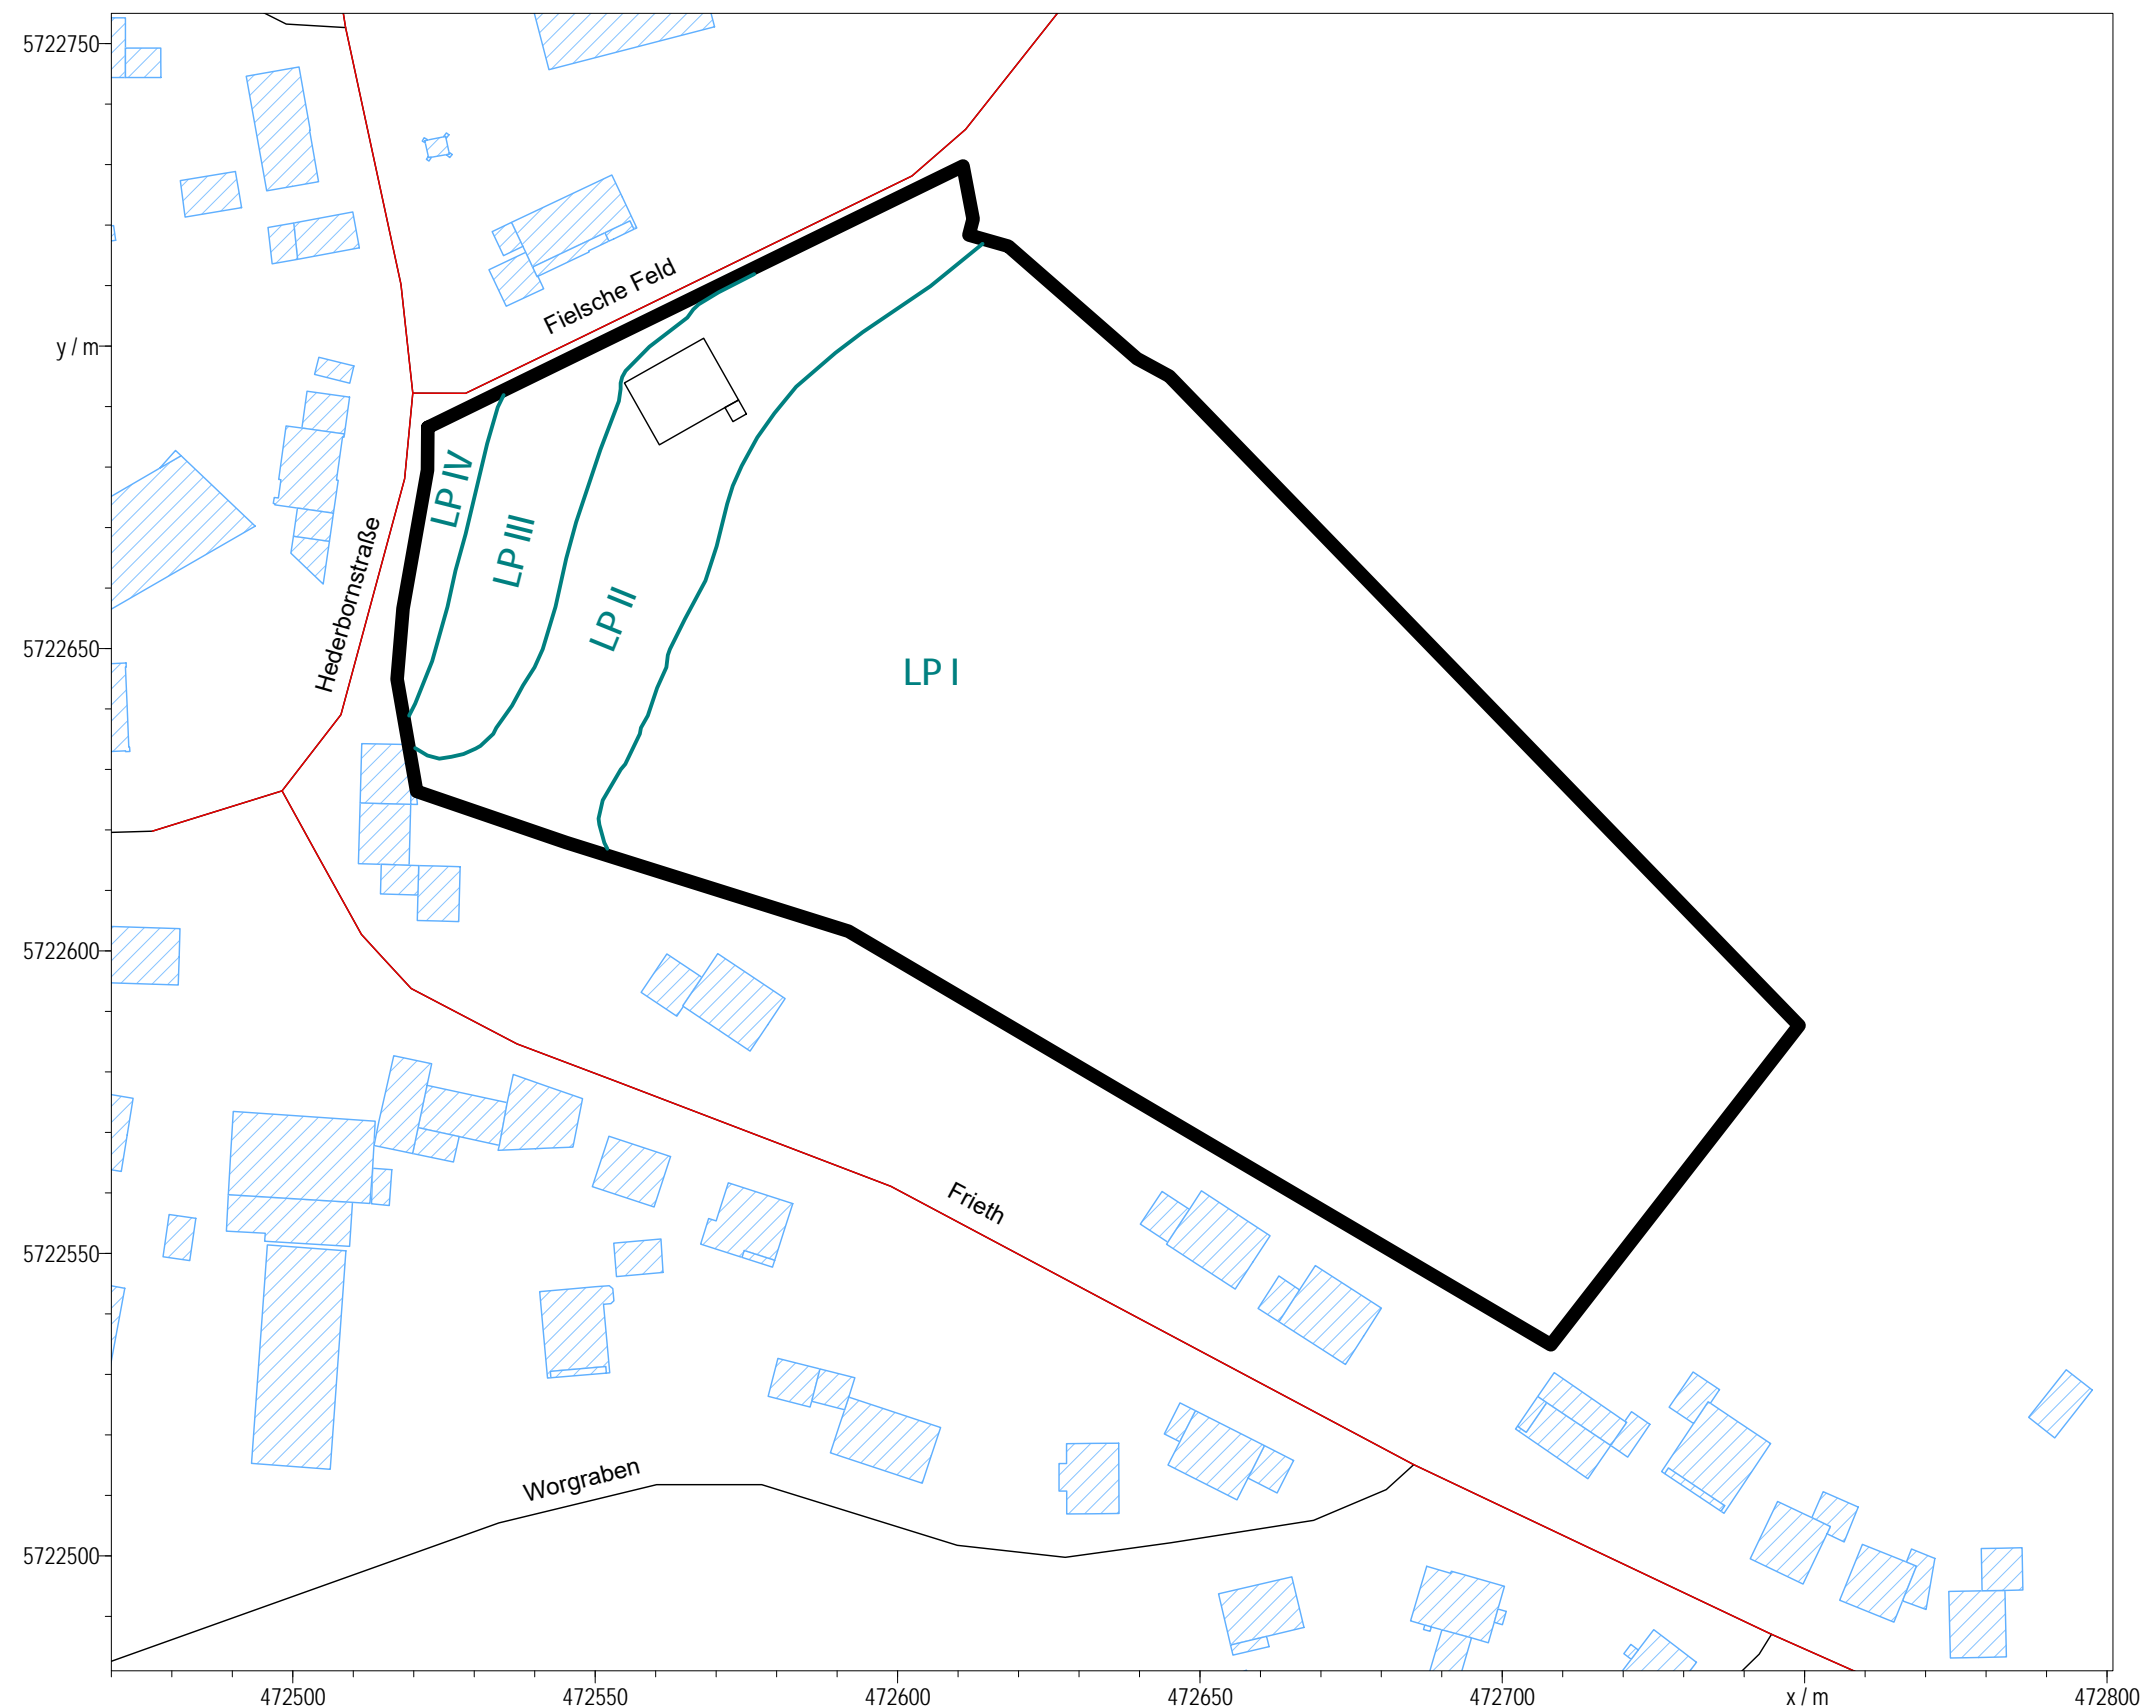 5722750
Fielsche Feld
y / m
LP IV
LP III
Hederbornstraße
LP II
5722650
LP I
5722600
Frieth
5722550
Worgraben
5722500
472500
472550
472600
472650
472700
x / m
472800